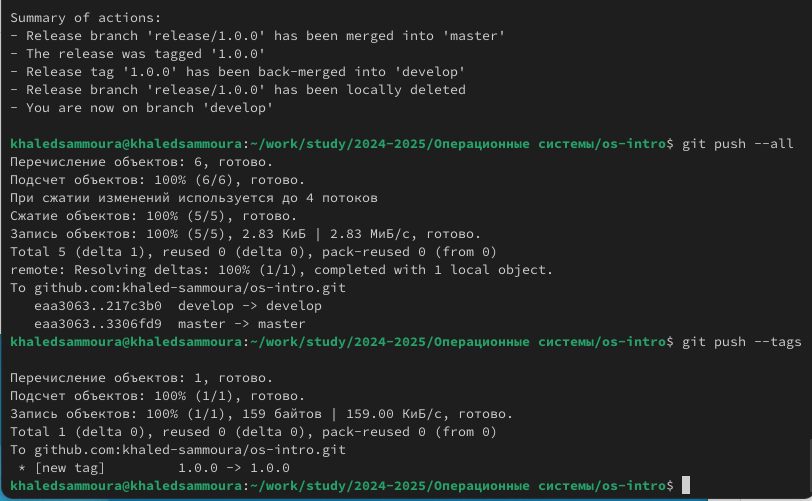 Summary of actions:
- Release branch 'release/1.0.0' has been merged into 'master'
- The release was tagged '1.0.0'
- Release tag '1.0.0' has been back-merged into 'develop'
- Release branch 'release/1.0.0' has been locally deleted
- You are now on branch 'develop'
khaledsammoura@khaledsammoura:~/work/study/2024-2025/Операционные системы/os-intro$ git push --all
Перечисление объектов: 6, готово.
Подсчет объектов: 100% (6/6), готово.
При сжатии изменений используется до 4 потоков
Сжатие объектов: 100% (5/5), готово.
Запись объектов: 100% (5/5), 2.83 КиБ | 2.83 МиБ/с, готово.
Total 5 (delta 1), reused 0 (delta 0), pack-reused 0 (from 0)
remote: Resolving deltas: 100% (1/1), completed with 1 local object.
To github.com:khaled-sammoura/os-intro.git
   eaa3063..217c3b0  develop -> develop
   eaa3063..3306fd9  master -> master
khaledsammoura@khaledsammoura:~/work/study/2024-2025/Операционные системы/os-intro$ git push --tags
Перечисление объектов: 1, готово.
Подсчет объектов: 100% (1/1), готово.
Запись объектов: 100% (1/1), 159 байтов | 159.00 КиБ/с, готово.
Total 1 (delta 0), reused 0 (delta 0), pack-reused 0 (from 0)
To github.com:khaled-sammoura/os-intro.git
 * [new tag]         1.0.0 -> 1.0.0
khaledsammoura@khaledsammoura:~/work/study/2024-2025/Операционные системы/os-intro$